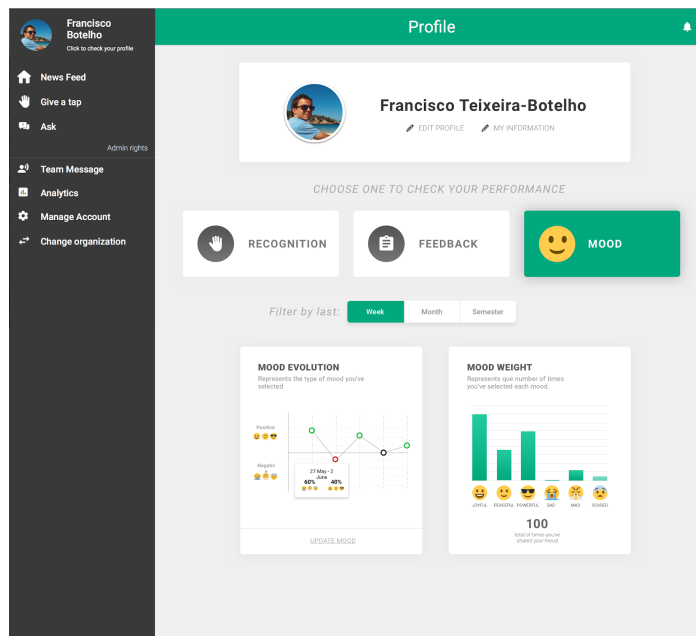 Francisco
Botelho
Click to check your profile
News Feed
Give a tap
Ask
Admin rights
Team Message
Analytics
Manage Account
Change organization
Profile
Francisco Teixeira-Botelho
EDIT PROFILE MY INFORMATION
CHOOSE ONE TO CHECK YOUR PERFORMANCE
RECOGNITION FEEDBACK MOOD
Filter by last: Week Month Semester
MOOD EVOLUTION
Represents the type of mood you've
selected
Positive
Negativ
27 May - 2
June
60% 40%
UPDATE MOOD
MOOD WEIGHT
Represents que number of times
you've selected each mood.
JOYFUL PEACEFUL POWERFUL SAD MAD SCARED
100
total of times you've
shared your mood